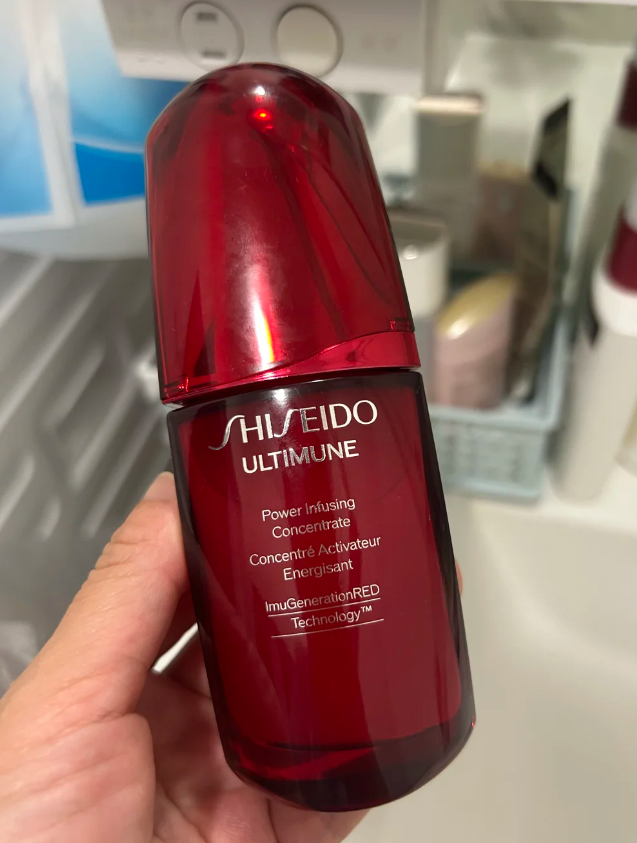 SHISEIDO
ULTIMUNE
Power Infusing
Concentrate
Concentré Activateur
Energisant
ImuGenerationRED
Technology™